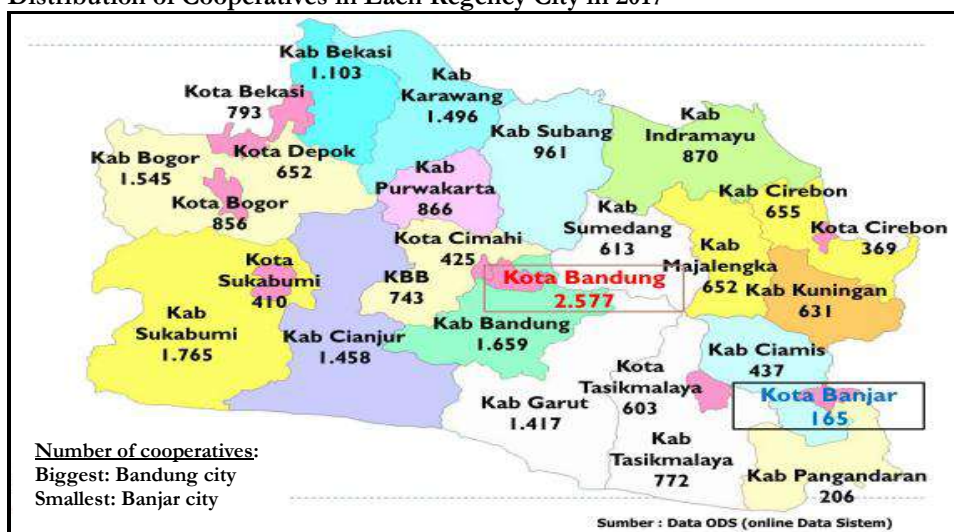 Distribution of Cooperatives in Each Regency City in 2017
Kab Bekasi
1.103
Kota Bekasi
793
Kab
Karawang
1.496
Kab Subang
961
Kab
Indramayu
870
Kab Bogor
1.545
Kota Depok
652
Kota Bogor
856
Kab
Purwakarta
866
Kab Cirebon
655
Kota Cirebon
369
Kab
Sumedang
613
Kota Cimahi
425
Kab
Majalengka
652
Kota
Sukabumi
410
KBB
743
Kota Bandung
2.577
Kab Kuningan
631
Kab
Sukabumi
1.765
Kab Cianjur
1.458
Kab Bandung
1.659
Kab Ciamis
437
Kota
Tasikmalaya
603
Kota Banjar
165
Kab Garut
1.417
Kab
Tasikmalaya
772
Kab Pangandaran
206
Number of cooperatives:
Biggest: Bandung city
Smallest: Banjar city
Sumber : Data ODS (online Data Sistem)